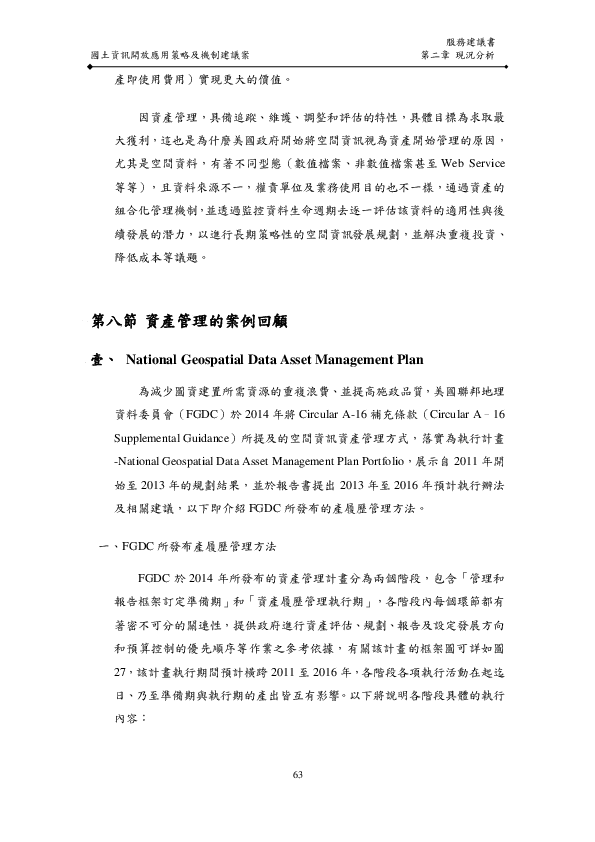 服務建議書
國土資訊開放應用策略及機制建議案 第二章 現況分析
產即使用費用）實現更大的價值。
因資產管理，具備追蹤、維護、調整和評估的特性，具體目標為求取最
大獲利，這也是為什麼美國政府開始將空間資訊視為資產開始管理的原因，
尤其是空間資料，有著不同型態（數值檔案、非數值檔案甚至 Web Service
等等），且資料來源不一，權責單位及業務使用目的也不一樣，通過資產的
組合化管理機制，並透過監控資料生命週期去逐一評估該資料的適用性與後
續發展的潛力，以進行長期策略性的空間資訊發展規劃，並解決重複投資、
降低成本等議題。
第八節 資產管理的案例回顧
壹、 National Geospatial Data Asset Management Plan
為減少圖資建置所需資源的重複浪費、並提高施政品質，美國聯邦地理
資料委員會（FGDC）於 2014 年將 Circular A-16 補充條款（Circular A–16
Supplemental Guidance）所提及的空間資訊資產管理方式，落實為執行計畫
-National Geospatial Data Asset Management Plan Portfolio，展示自 2011 年開
始至 2013 年的規劃結果，並於報告書提出 2013 年至 2016 年預計執行辦法
及相關建議，以下即介紹 FGDC 所發布的產履歷管理方法。
一、FGDC 所發布產履歷管理方法
FGDC 於 2014 年所發布的資產管理計畫分為兩個階段，包含「管理和
報告框架訂定準備期」和「資產履歷管理執行期」，各階段內每個環節都有
著密不可分的關連性，提供政府進行資產評估、規劃、報告及設定發展方向
和預算控制的優先順序等作業之參考依據，有關該計畫的框架圖可詳如圖
27，該計畫執行期間預計橫跨 2011 至 2016 年，各階段各項執行活動在起迄
日、乃至準備期與執行期的產出皆互有影響。以下將說明各階段具體的執行
內容：
63